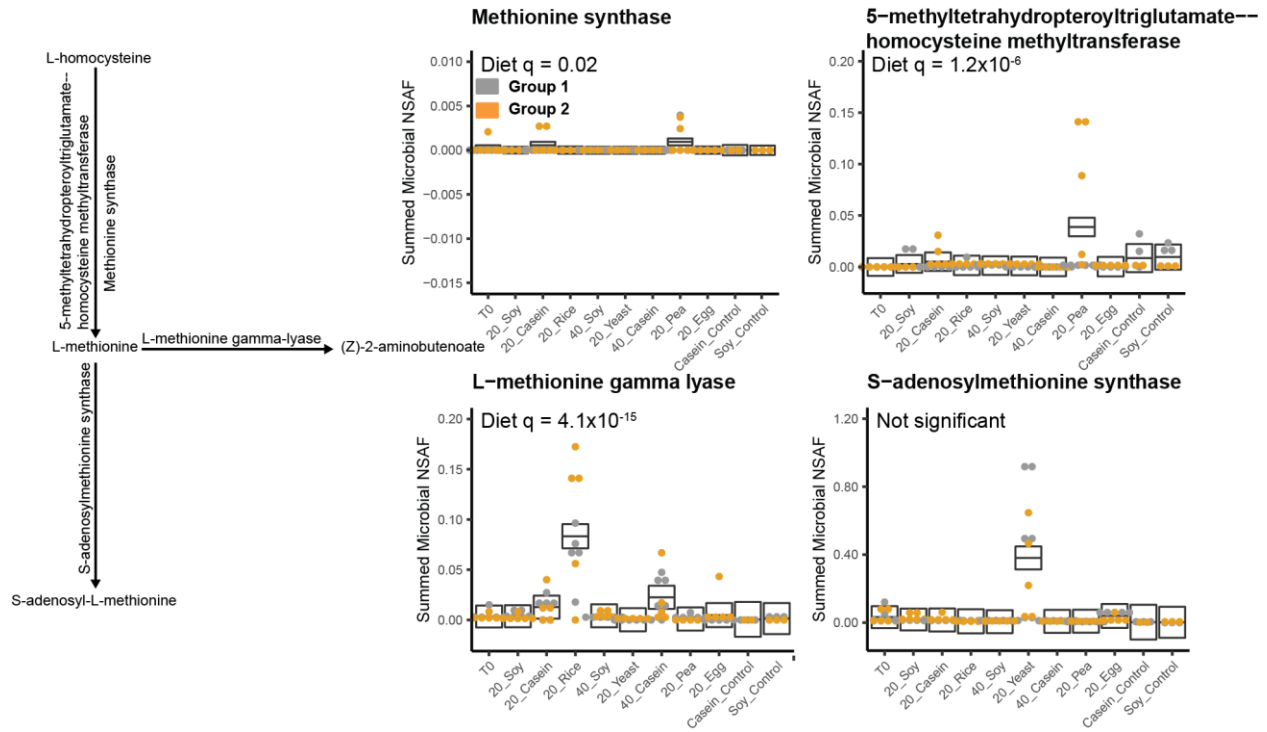 L-homocysteine
5-methyltetrahydropteroyltriglutamate--
homocysteine methyltransferase
Methionine synthase
L-methionine
L-methionine gamma-lyase
(Z)-2-aminobutenoate
S-adenosylmethionine synthase
S-adenosyl-L-methionine
Methionine synthase
Diet q = 0.02
Group 1
Group 2
Summed Microbial NSAF
0.010
0.005
0.000
−0.005
−0.010
−0.015
T0
20_Soy
20_Casein
20_Rice
40_Soy
20_Yeast
40_Casein
20_Pea
20_Egg
Casein_Control
Soy_Control
5−methyltetrahydropteroyltriglutamate−−
homocysteine methyltransferase
Diet q = 1.2x10-6
Summed Microbial NSAF
0.20
0.15
0.10
0.05
0.00
T0
20_Soy
20_Casein
20_Rice
40_Soy
20_Yeast
40_Casein
20_Pea
20_Egg
Casein_Control
Soy_Control
L−methionine gamma lyase
Diet q = 4.1x10-15
Summed Microbial NSAF
0.20
0.15
0.10
0.05
0.00
T0
20_Soy
20_Casein
20_Rice
40_Soy
20_Yeast
40_Casein
20_Pea
20_Egg
Casein_Control
Soy_Control
S−adenosylmethionine synthase
Not significant
Summed Microbial NSAF
1.20
0.80
0.40
0.00
T0
20_Soy
20_Casein
20_Rice
40_Soy
20_Yeast
40_Casein
20_Pea
20_Egg
Casein_Control
Soy_Control